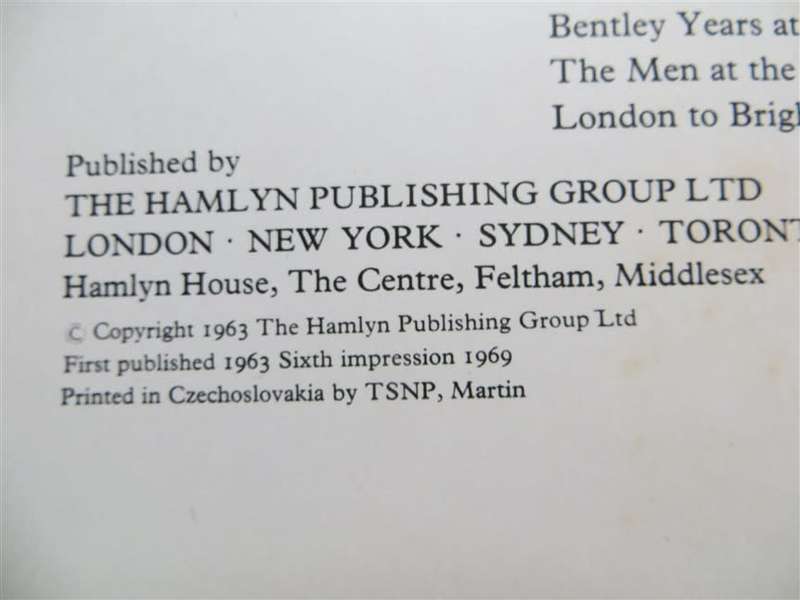 Bentley Years at
The Men at the
London to Brigh
Published by
THE HAMLYN PUBLISHING GROUP LTD
LONDON · NEW YORK · SYDNEY · TORONT
Hamlyn House, The Centre, Feltham, Middlesex
© Copyright 1963 The Hamlyn Publishing Group Ltd
First published 1963 Sixth impression 1969
Printed in Czechoslovakia by TSNP, Martin